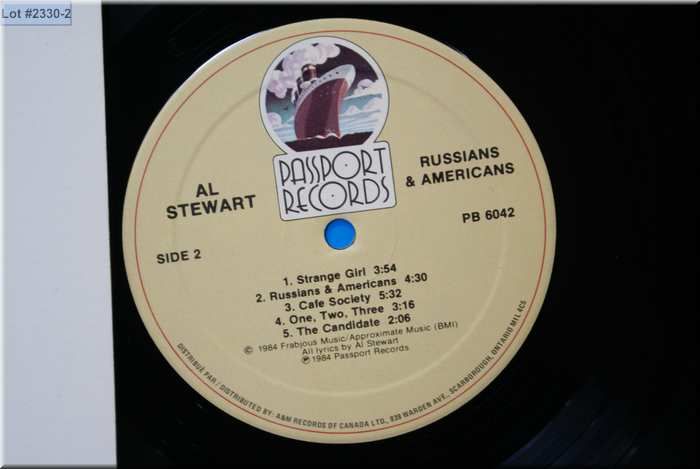 Lot #2330-2
PASSPORT
RECORDS
AL
STEWART
RUSSIANS
& AMERICANS
PB 6042
SIDE 2
1. Strange Girl 3:54
2. Russians & Americans 4:30
3. Cafe Society 5:32
4. One, Two, Three 3:16
5. The Candidate 2:06
© 1984 Frabjous Music/Approximate Music (BMI)
All lyrics by Al Stewart
℗ 1984 Passport Records
DISTRIBUÉ PAR / DISTRIBUTED BY: A&M RECORDS OF CANADA LTD., 939 WARDEN AVE., SCARBOROUGH, ONTARIO M1L 4C5